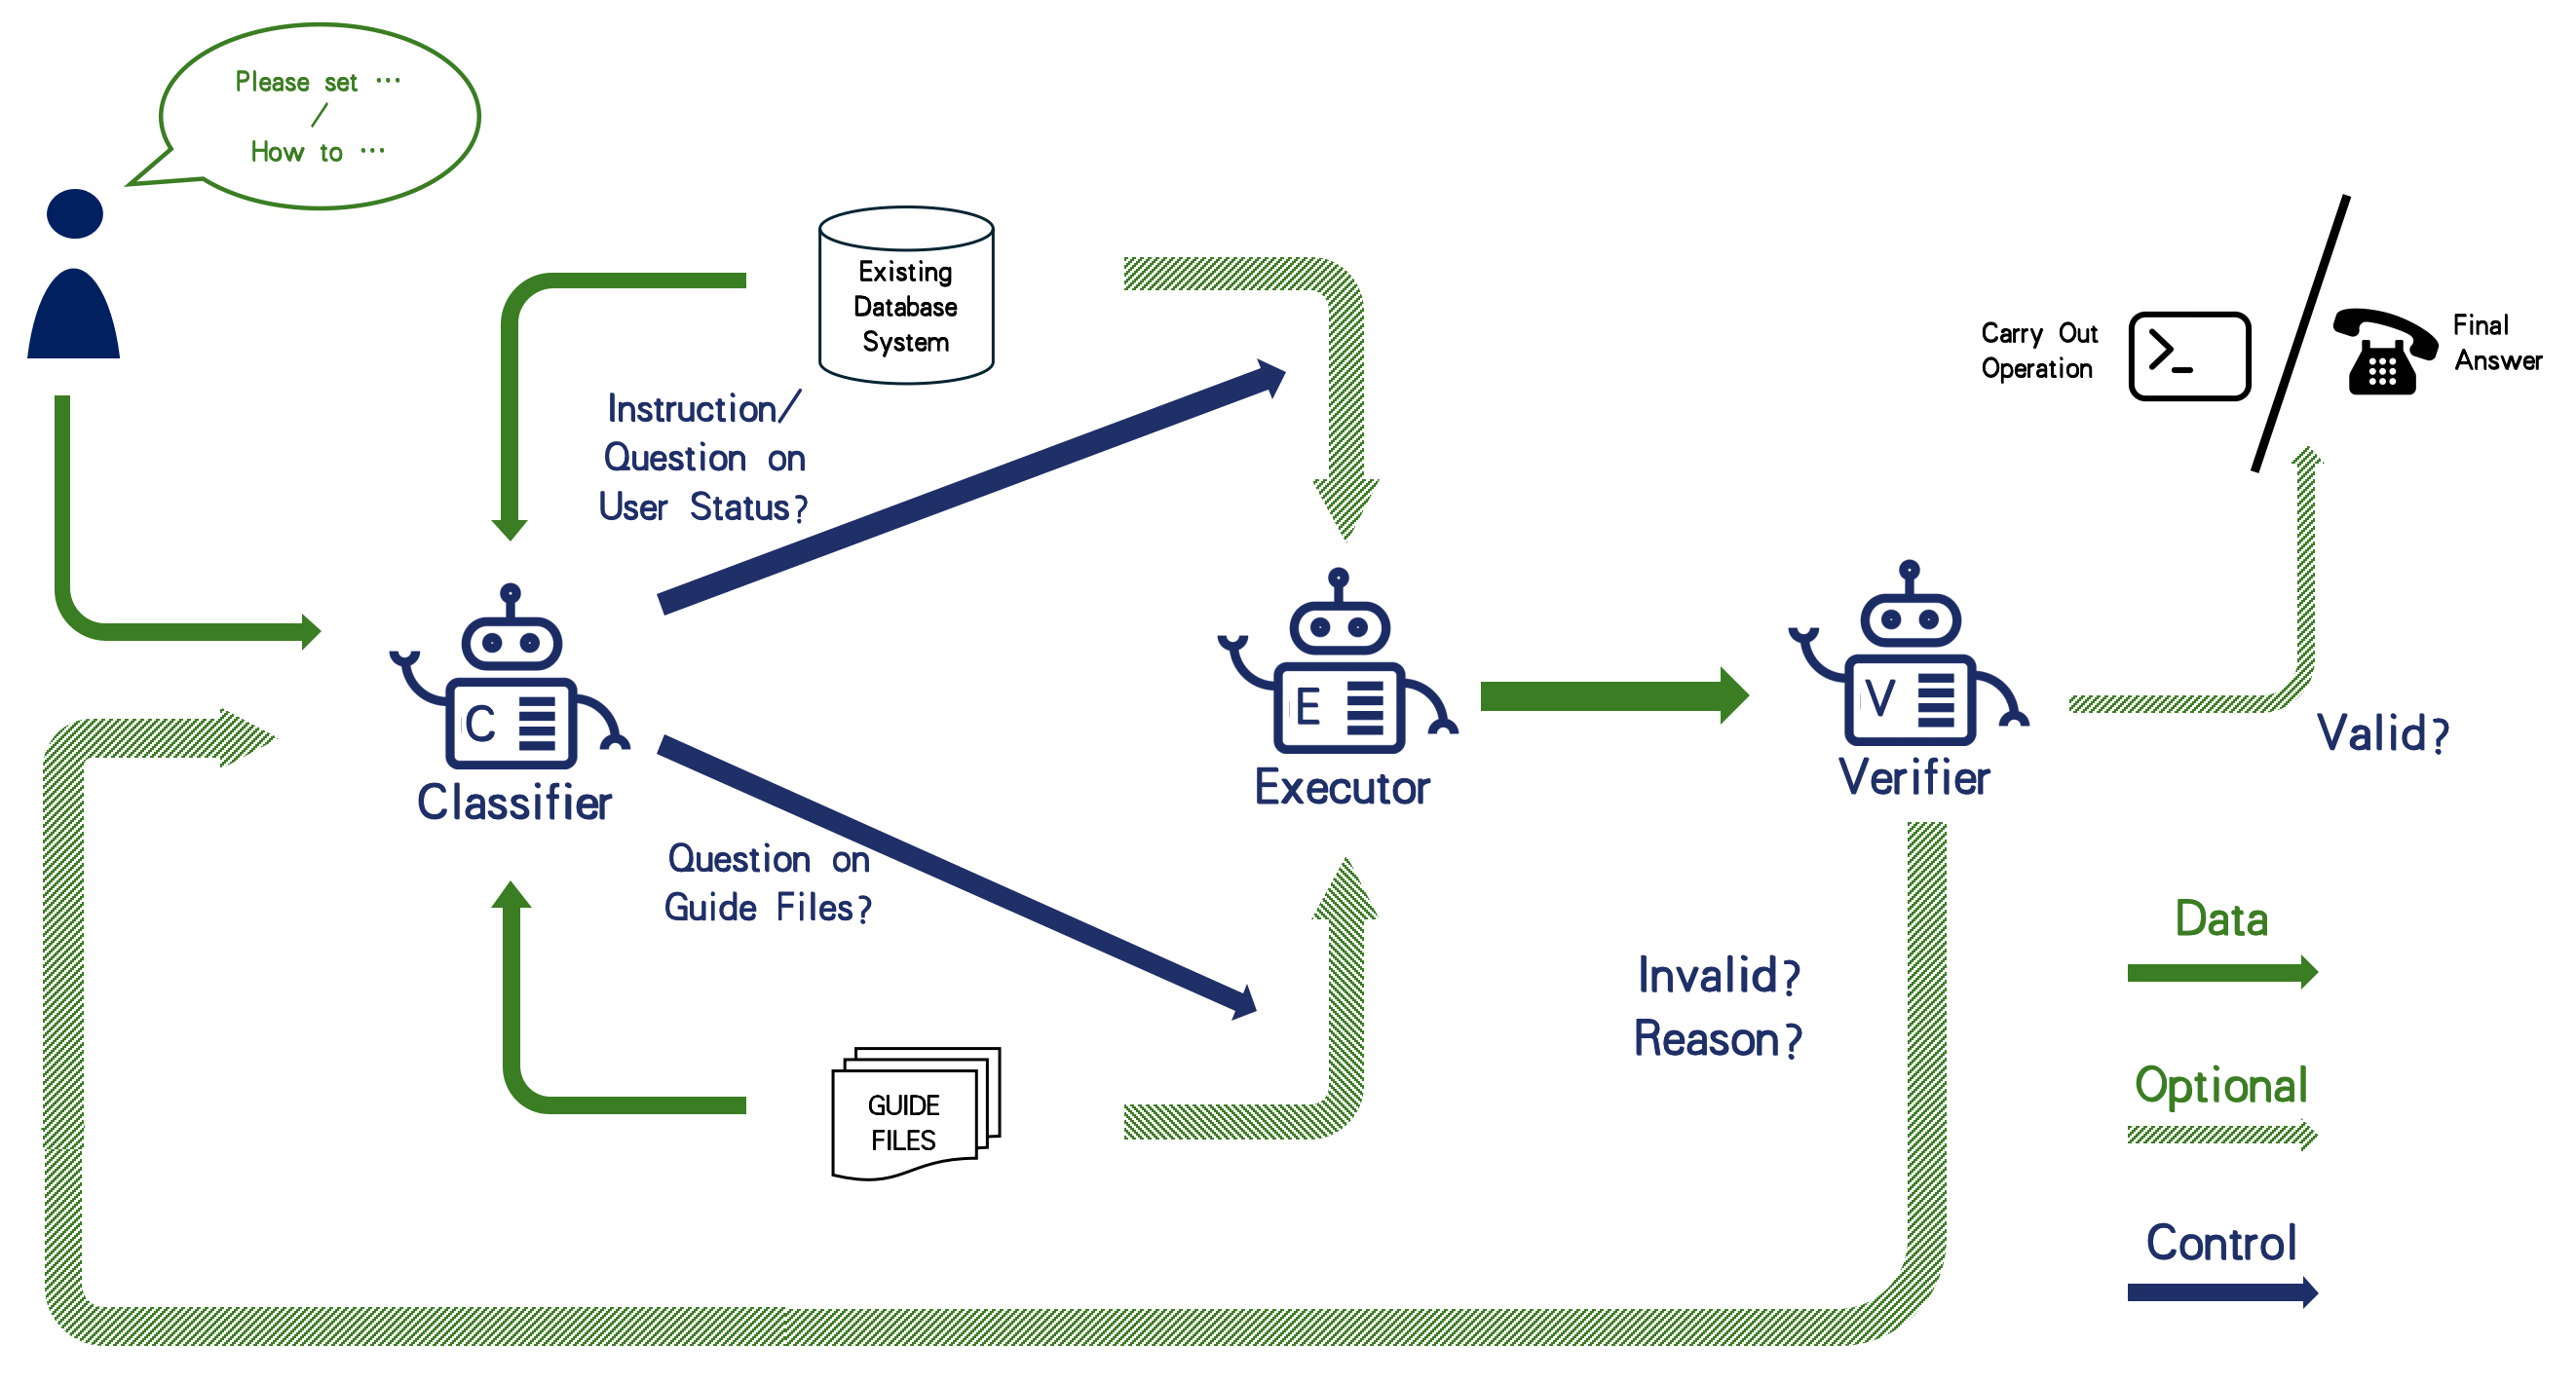 Please set ...
/
How to ...
Existing
Database
System
Instruction/
Question on
User Status?
Carry Out
Operation
>_
Final
Answer
C
Classifier
E
Executor
V
Verifier
Valid?
Question on
Guide Files?
GUIDE
FILES
Invalid?
Reason?
Data
Optional
Control